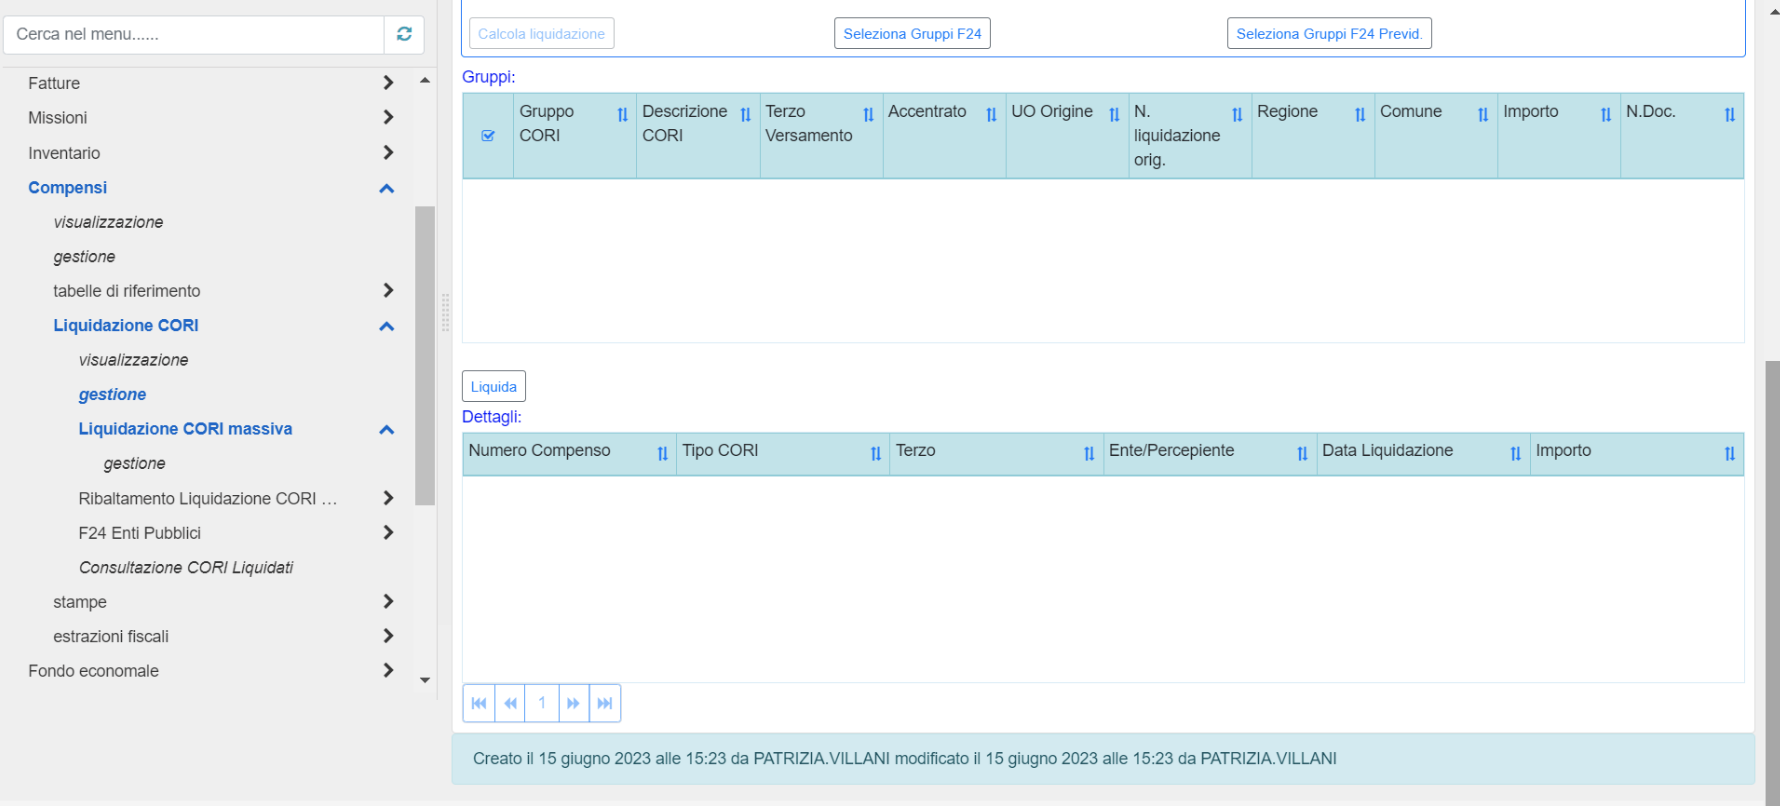 Cerca nel menu......
Fatture
Missioni
Inventario
Compensi
visualizzazione
gestione
tabelle di riferimento
Liquidazione CORI
visualizzazione
gestione
Liquidazione CORI massiva
gestione
Ribaltamento Liquidazione CORI ...
F24 Enti Pubblici
Consultazione CORI Liquidati
stampe
estrazioni fiscali
Fondo economale
Calcola liquidazione
Seleziona Gruppi F24
Seleziona Gruppi F24 Previd.
Gruppi:
Gruppo
CORI
Descrizione
CORI
Terzo
Versamento
Accentrato
UO Origine
N.
liquidazione
orig.
Regione
Comune
Importo
N.Doc.
Liquida
Dettagli:
Numero Compenso
Tipo CORI
Terzo
Ente/Percepiente
Data Liquidazione
Importo
1
Creato il 15 giugno 2023 alle 15:23 da PATRIZIA.VILLANI modificato il 15 giugno 2023 alle 15:23 da PATRIZIA.VILLANI